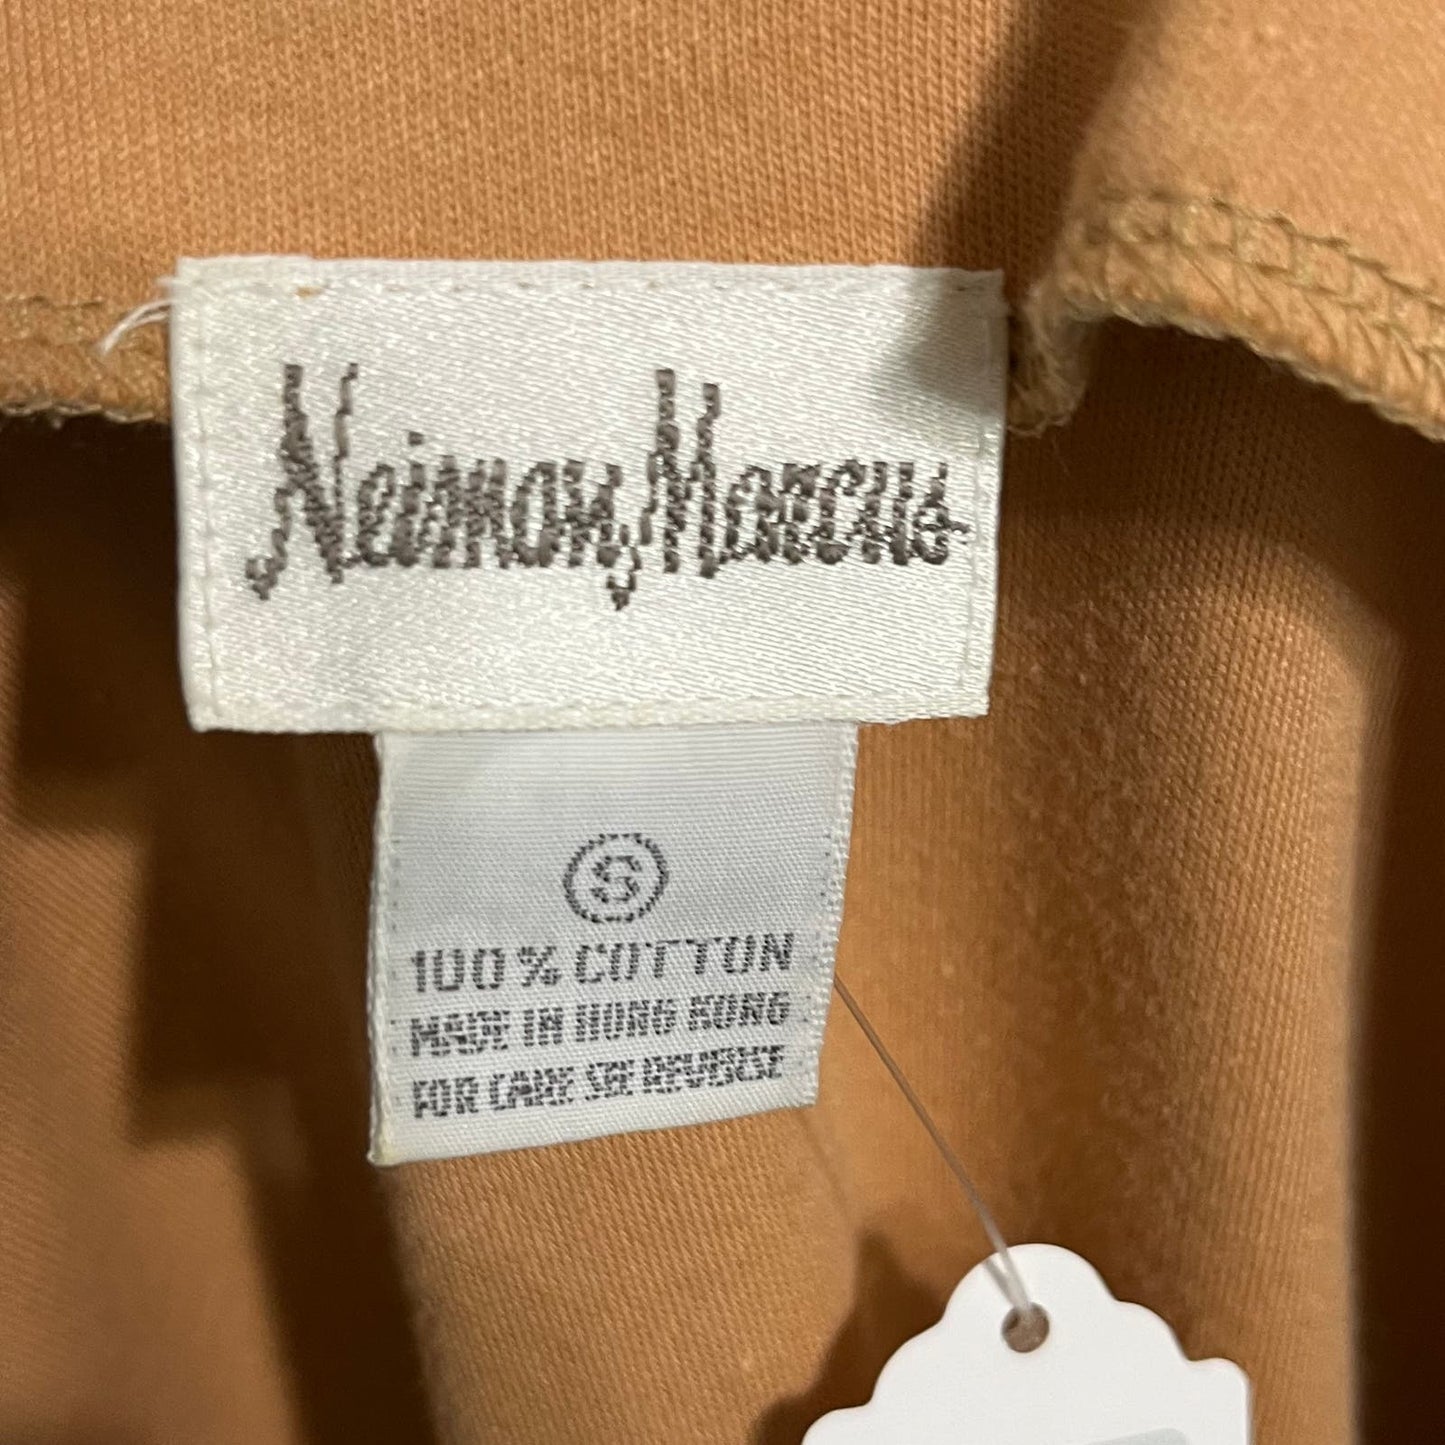 Neiman Marcus
S
100% COTTON
MADE IN HONG KONG
FOR CARE SEE REVERSE